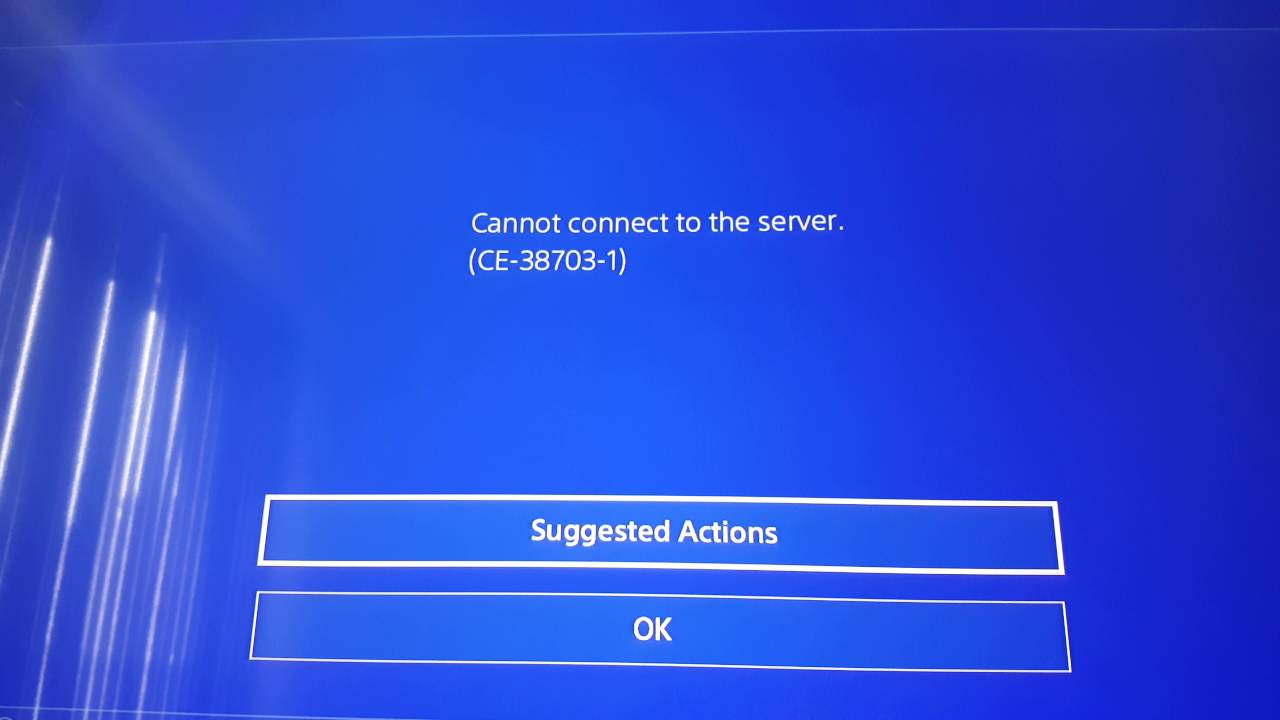 Cannot connect to the server.
(CE-38703-1)
Suggested Actions
OK